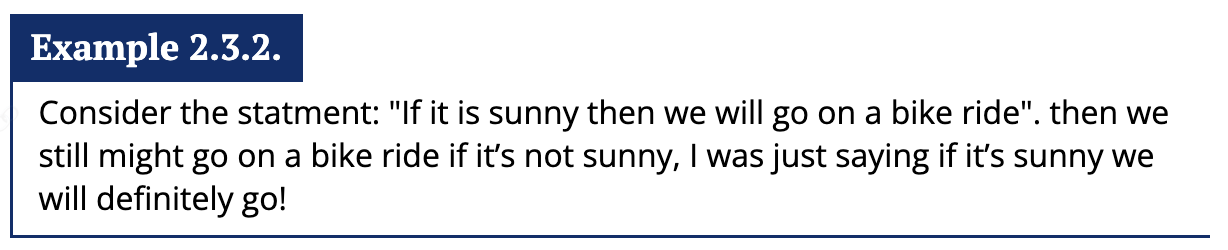 Example 2.3.2.
Consider the statment: "If it is sunny then we will go on a bike ride". then we
still might go on a bike ride if it’s not sunny, I was just saying if it’s sunny we
will definitely go!